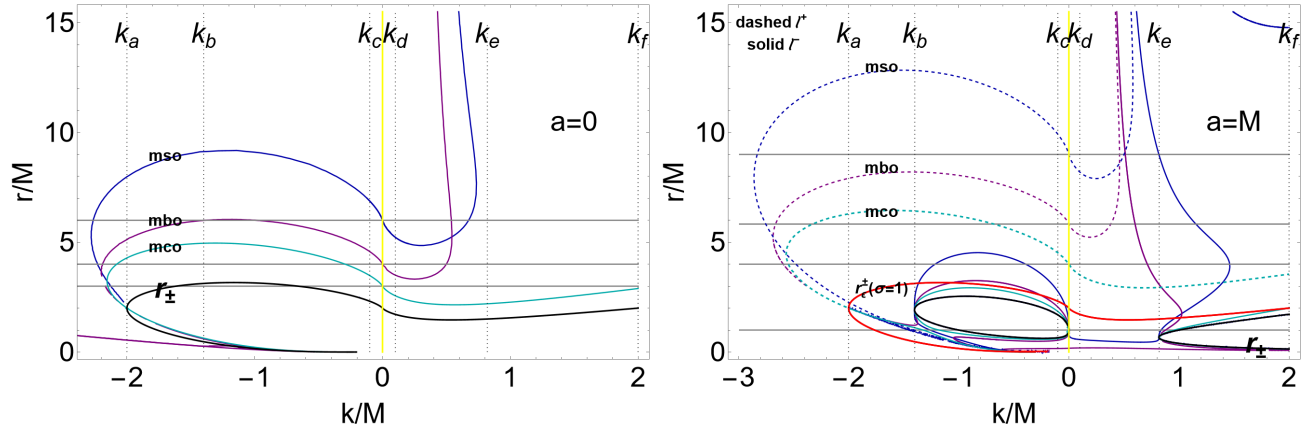 15
10
5
0
r/M
k_a
k_b
k_c
k_d
k_e
k_f
mso
mbo
mco
r_±
a=0
−2
−1
0
1
2
k/M
15
10
5
0
r/M
dashed l⁺
solid l⁻
k_a
k_b
k_c
k_d
k_e
k_f
mso
mbo
mco
r_ε^±(σ=1)
a=M
r_±
−3
−2
−1
0
1
2
k/M